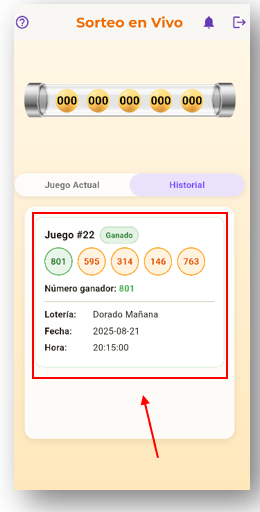 Sorteo en Vivo
000 000 000 000 000
Juego Actual Historial
Juego #22 Ganado
801 595 314 146 763
Número ganador: 801
Lotería: Dorado Mañana
Fecha: 2025-08-21
Hora: 20:15:00